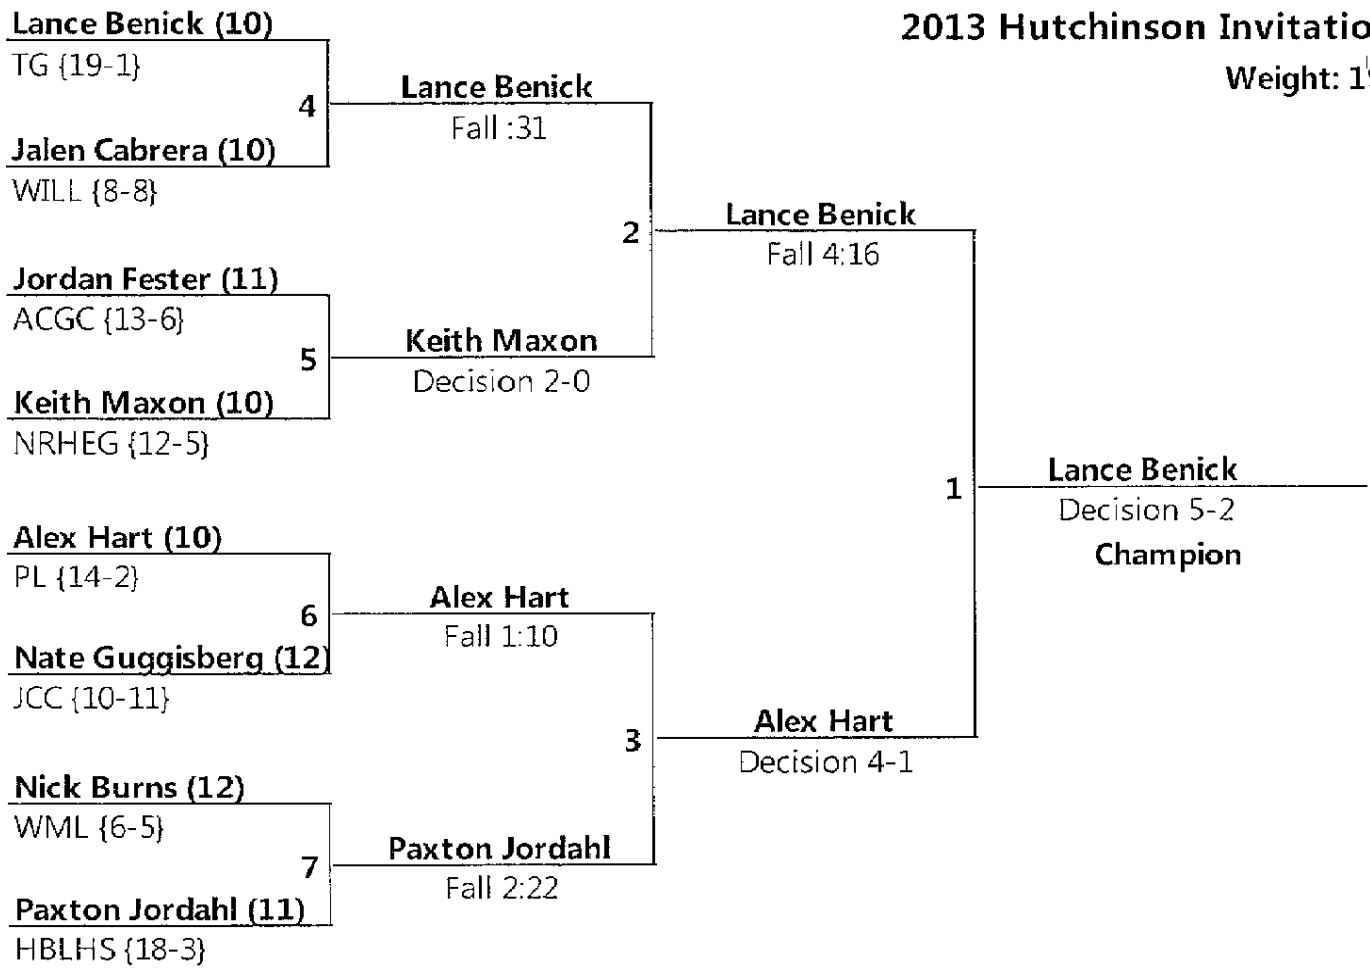 2013 Hutchinson Invitatio
Weight: 1
Lance Benick (10)
TG {19-1}
4
Jalen Cabrera (10)
WILL {8-8}
Lance Benick
Fall :31
Jordan Fester (11)
ACGC {13-6}
5
Keith Maxon (10)
NRHEG {12-5}
Keith Maxon
Decision 2-0
2
Lance Benick
Fall 4:16
Alex Hart (10)
PL {14-2}
6
Nate Guggisberg (12)
JCC {10-11}
Alex Hart
Fall 1:10
Nick Burns (12)
WML {6-5}
7
Paxton Jordahl (11)
HBLHS {18-3}
Paxton Jordahl
Fall 2:22
3
Alex Hart
Decision 4-1
1
Lance Benick
Decision 5-2
Champion